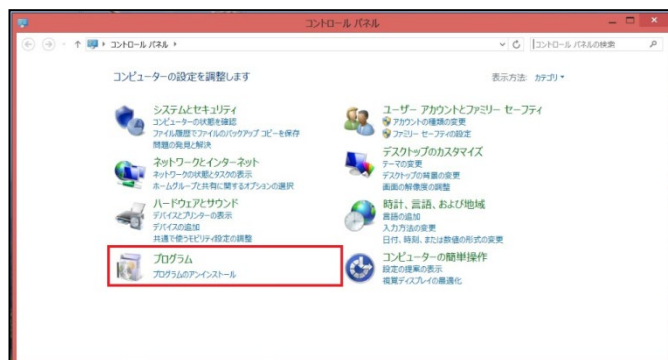 コントロール パネル
コントロール パネル
コントロール パネルの検索
コンピューターの設定を調整します
表示方法: カテゴリ
システムとセキュリティ
コンピューターの状態を確認
ファイル履歴でファイルのバックアップ コピーを保存
問題の発見と解決
ネットワークとインターネット
ネットワークの状態とタスクの表示
ホームグループと共有に関するオプションの選択
ハードウェアとサウンド
デバイスとプリンターの表示
デバイスの追加
共通で使うモビリティ設定の調整
プログラム
プログラムのアンインストール
ユーザー アカウントとファミリー セーフティ
アカウントの種類の変更
ファミリー セーフティの設定
デスクトップのカスタマイズ
テーマの変更
デスクトップの背景の変更
画面の解像度の調整
時計、言語、および地域
言語の追加
入力方法の変更
日付、時刻、または数値の形式の変更
コンピューターの簡単操作
設定の提案の表示
視覚ディスプレイの最適化